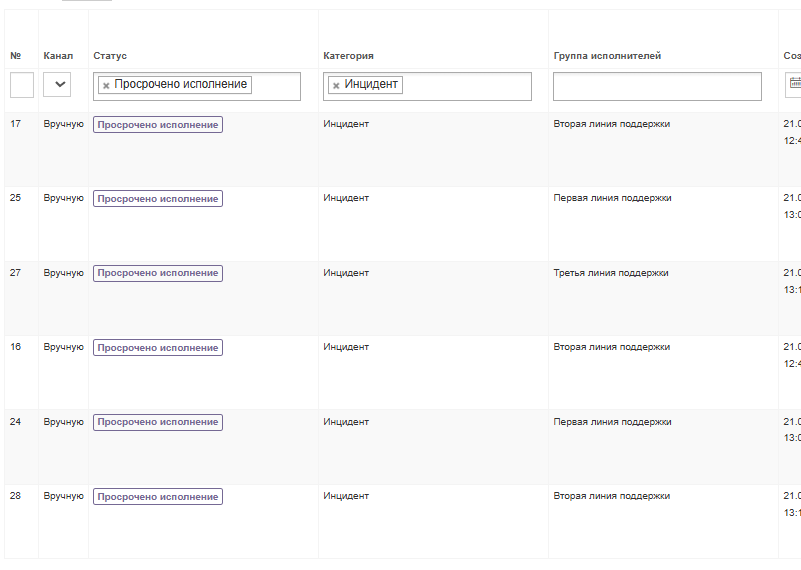 № Канал Статус Категория Группа исполнителей Соз
× Просрочено исполнение × Инцидент
17 Вручную Просрочено исполнение Инцидент Вторая линия поддержки 21.0
12:4
25 Вручную Просрочено исполнение Инцидент Первая линия поддержки 21.0
13:0
27 Вручную Просрочено исполнение Инцидент Третья линия поддержки 21.0
13:1
16 Вручную Просрочено исполнение Инцидент Вторая линия поддержки 21.0
12:4
24 Вручную Просрочено исполнение Инцидент Первая линия поддержки 21.0
13:0
28 Вручную Просрочено исполнение Инцидент Вторая линия поддержки 21.0
13:1